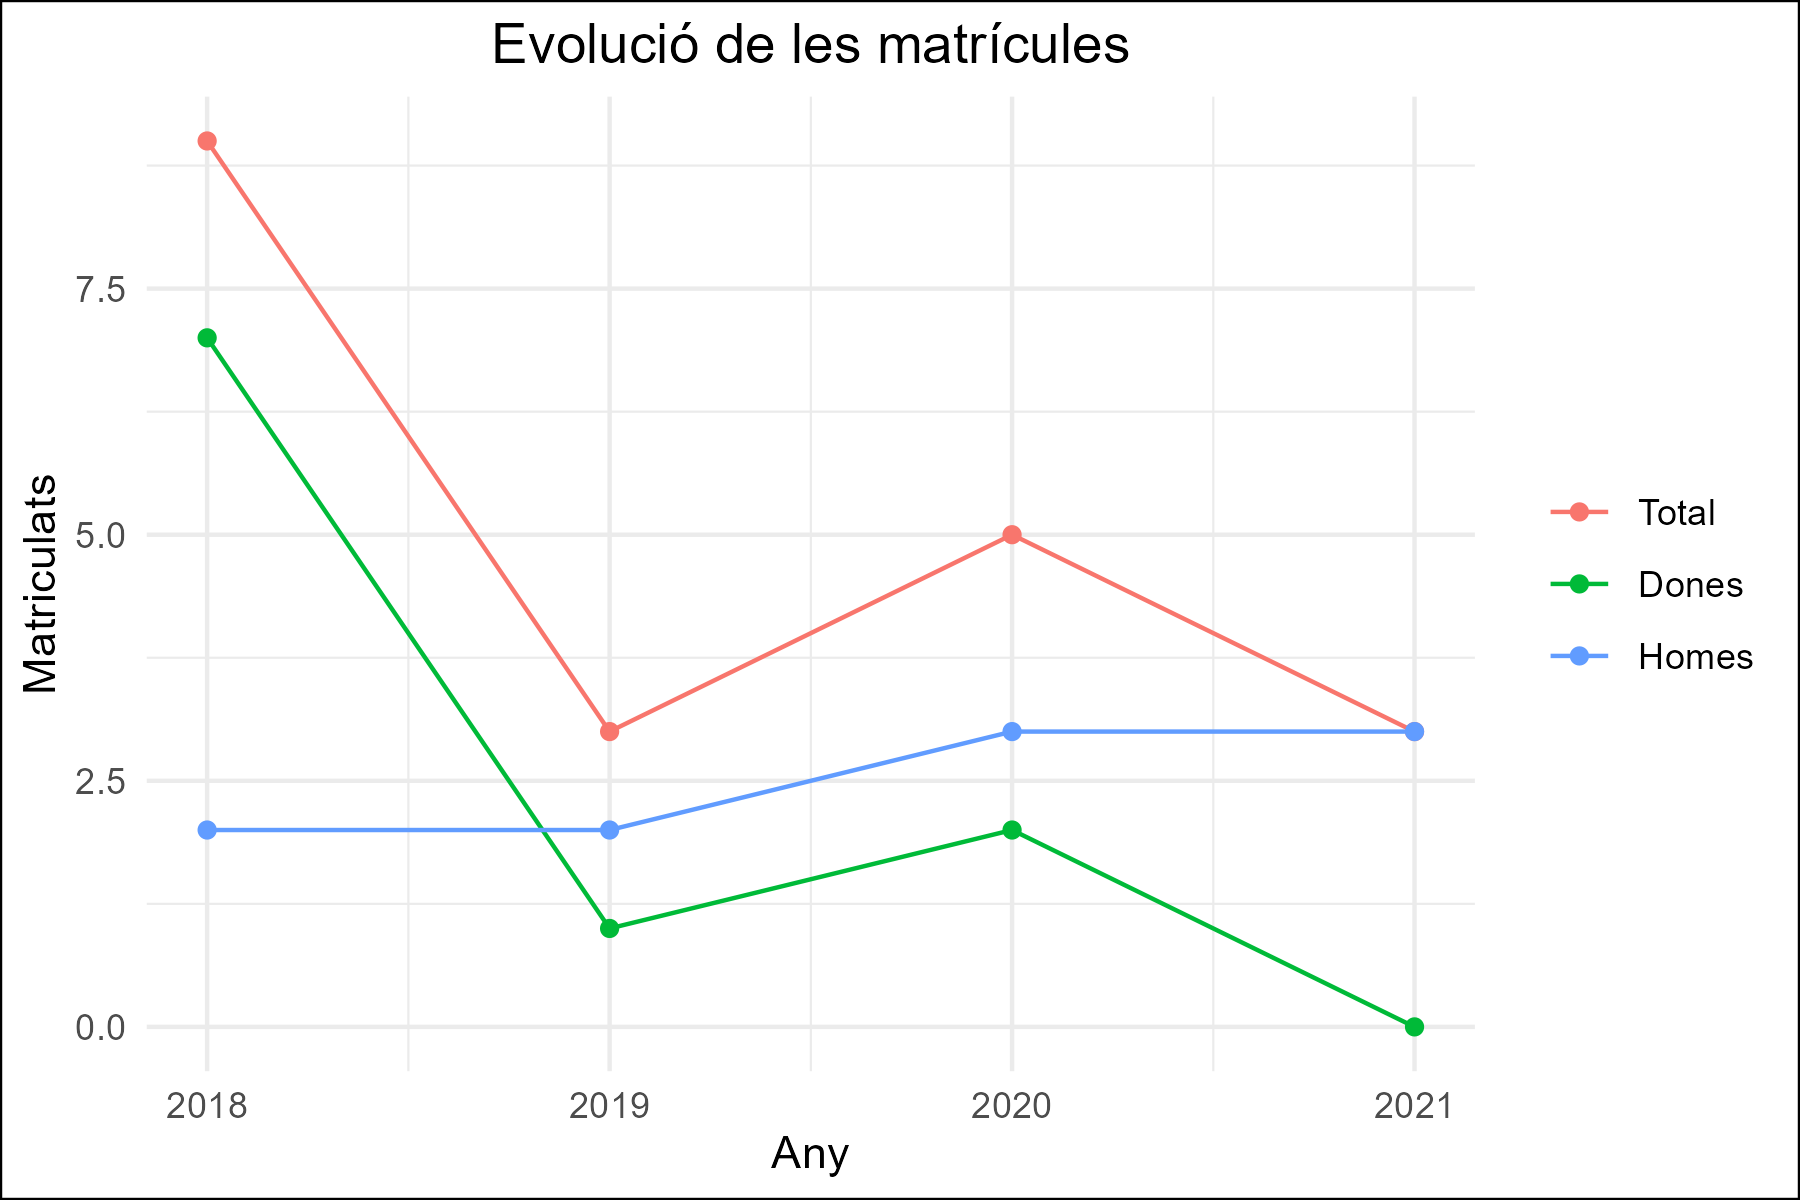 Evolució de les matrícules
Matriculats
7.5
5.0
2.5
0.0
2018
2019
2020
2021
Any
Total
Dones
Homes